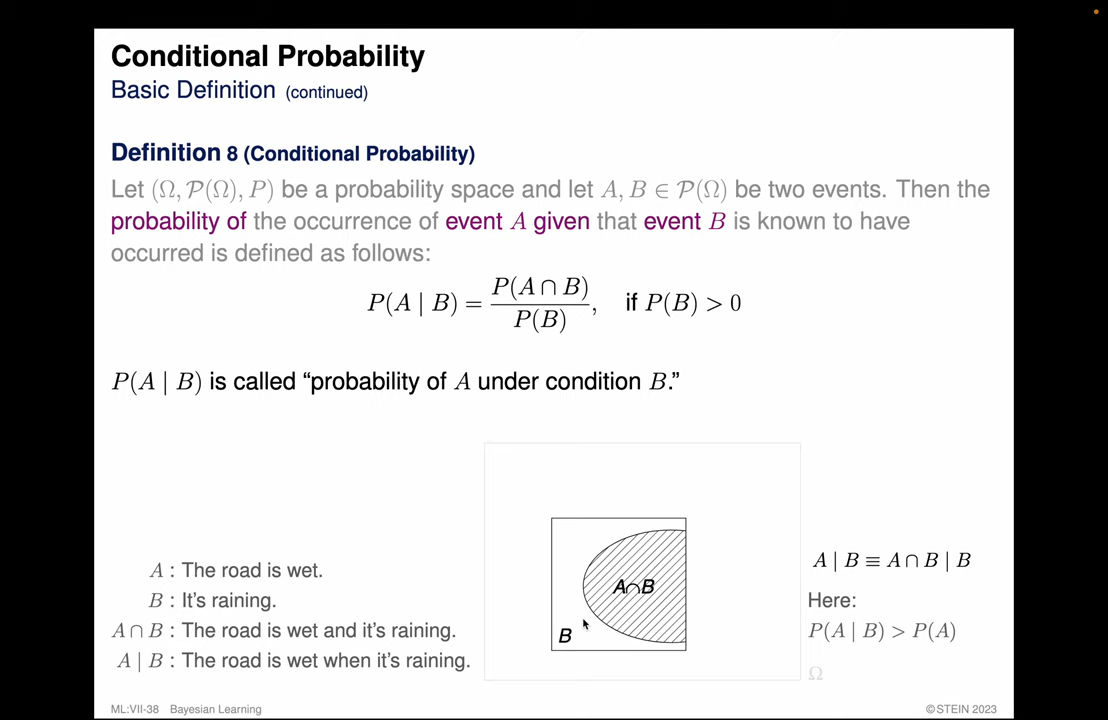 Conditional Probability
Basic Definition (continued)
Definition 8 (Conditional Probability)
Let (Ω, 𝒫(Ω), P) be a probability space and let A, B ∈ 𝒫(Ω) be two events. Then the
probability of the occurrence of event A given that event B is known to have
occurred is defined as follows:
P(A | B) = P(A ∩ B) / P(B), if P(B) > 0
P(A | B) is called “probability of A under condition B.”
A : The road is wet.
B : It's raining.
A ∩ B : The road is wet and it's raining.
A | B : The road is wet when it's raining.
A∩B
B
A | B ≡ A ∩ B | B
Here:
P(A | B) > P(A)
Ω
ML:VII-38 Bayesian Learning
© STEIN 2023